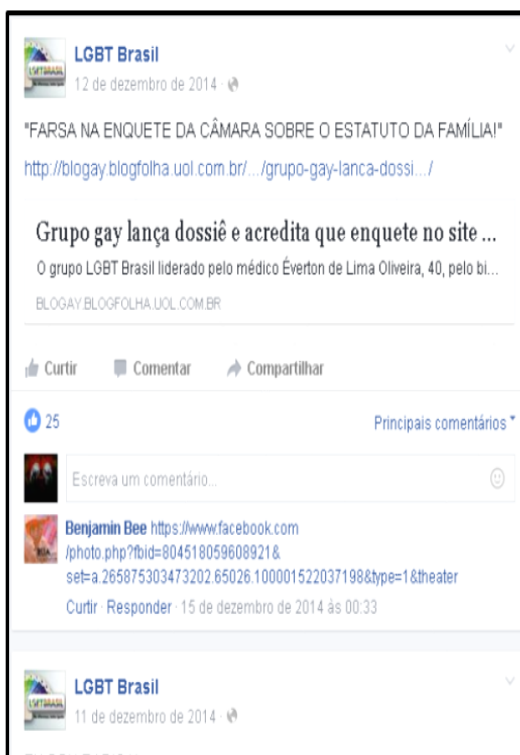 LGBT Brasil
12 de dezembro de 2014
"FARSA NA ENQUETE DA CÂMARA SOBRE O ESTATUTO DA FAMÍLIA!"
http://blogay.blogfolha.uol.com.br/.../grupo-gay-lanca-dossi.../
Grupo gay lança dossiê e acredita que enquete no site ...
O grupo LGBT Brasil liderado pelo médico Éverton de Lima Oliveira, 40, pelo bi...
BLOGAY.BLOGFOLHA.UOL.COM.BR
Curtir Comentar Compartilhar
25 Principais comentários
Escreva um comentário...
Benjamin Bee https://www.facebook.com
/photo.php?fbid=804518059608921&
set=a.265875303473202.65026.100001522037198&type=1&theater
Curtir · Responder · 15 de dezembro de 2014 às 00:33
LGBT Brasil
11 de dezembro de 2014